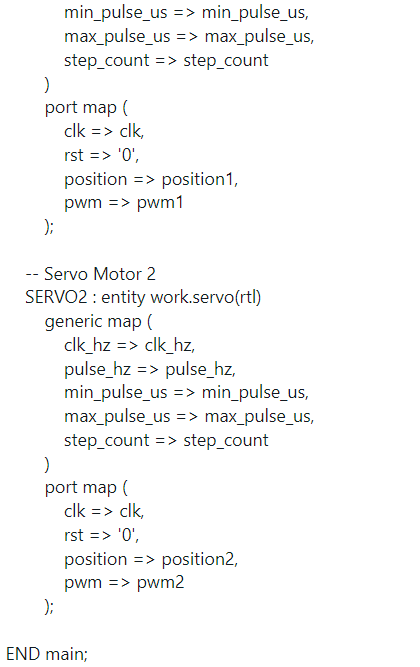 min_pulse_us => min_pulse_us,
max_pulse_us => max_pulse_us,
step_count => step_count
)
port map (
clk => clk,
rst => '0',
position => position1,
pwm => pwm1
);
-- Servo Motor 2
SERVO2 : entity work.servo(rtl)
generic map (
clk_hz => clk_hz,
pulse_hz => pulse_hz,
min_pulse_us => min_pulse_us,
max_pulse_us => max_pulse_us,
step_count => step_count
)
port map (
clk => clk,
rst => '0',
position => position2,
pwm => pwm2
);
END main;